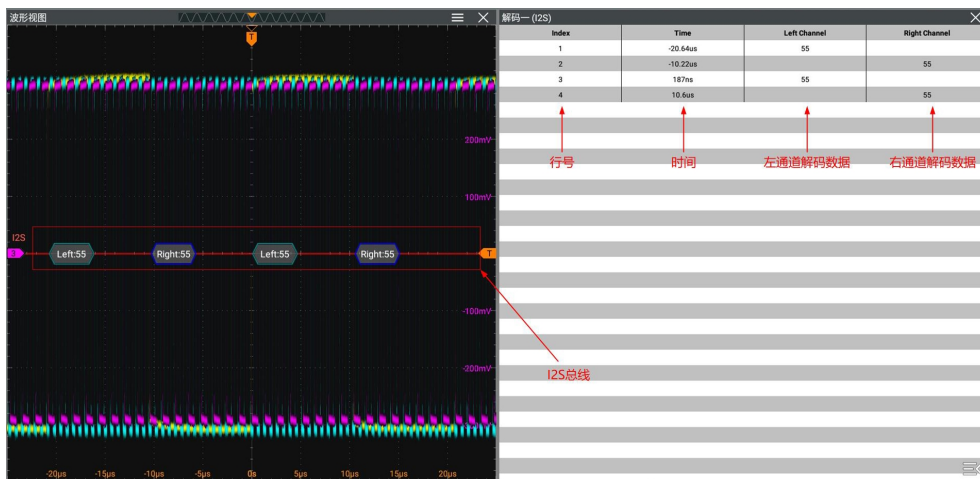 波形视图
T
200mV
100mV
I2S
3
Left:55
Right:55
Left:55
Right:55
T
-100mV
-200mV
-20μs
-15μs
-10μs
-5μs
0s
5μs
10μs
15μs
20μs
解码一 (I2S)
Index Time Left Channel Right Channel
1 -20.64us 55
2 -10.22us 55
3 187ns 55
4 10.6us 55
行号 时间 左通道解码数据 右通道解码数据
I2S总线